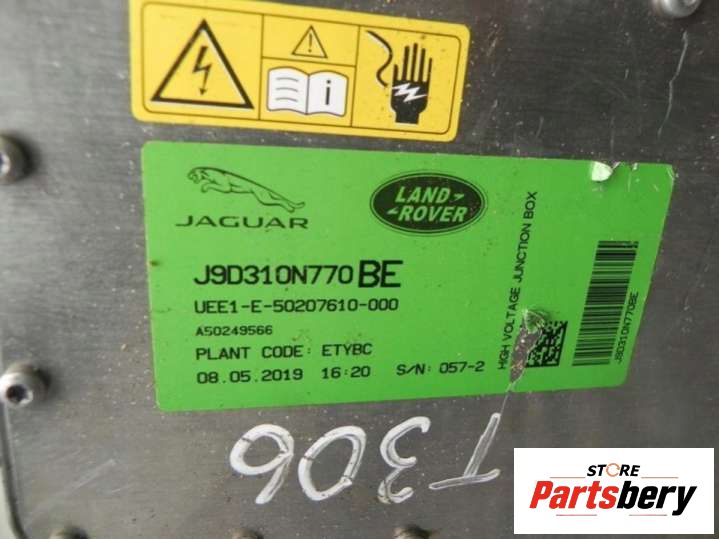 JAGUAR
LAND-
-ROVER
J9D310N770 BE
UEE1-E-50207610-000
A50249566
PLANT CODE: ETYBC
08.05.2019 16:20 S/N: 057-2
HIGH VOLTAGE JUNCTION BOX
J9D310N770BE
T306
STORE
Partsbery